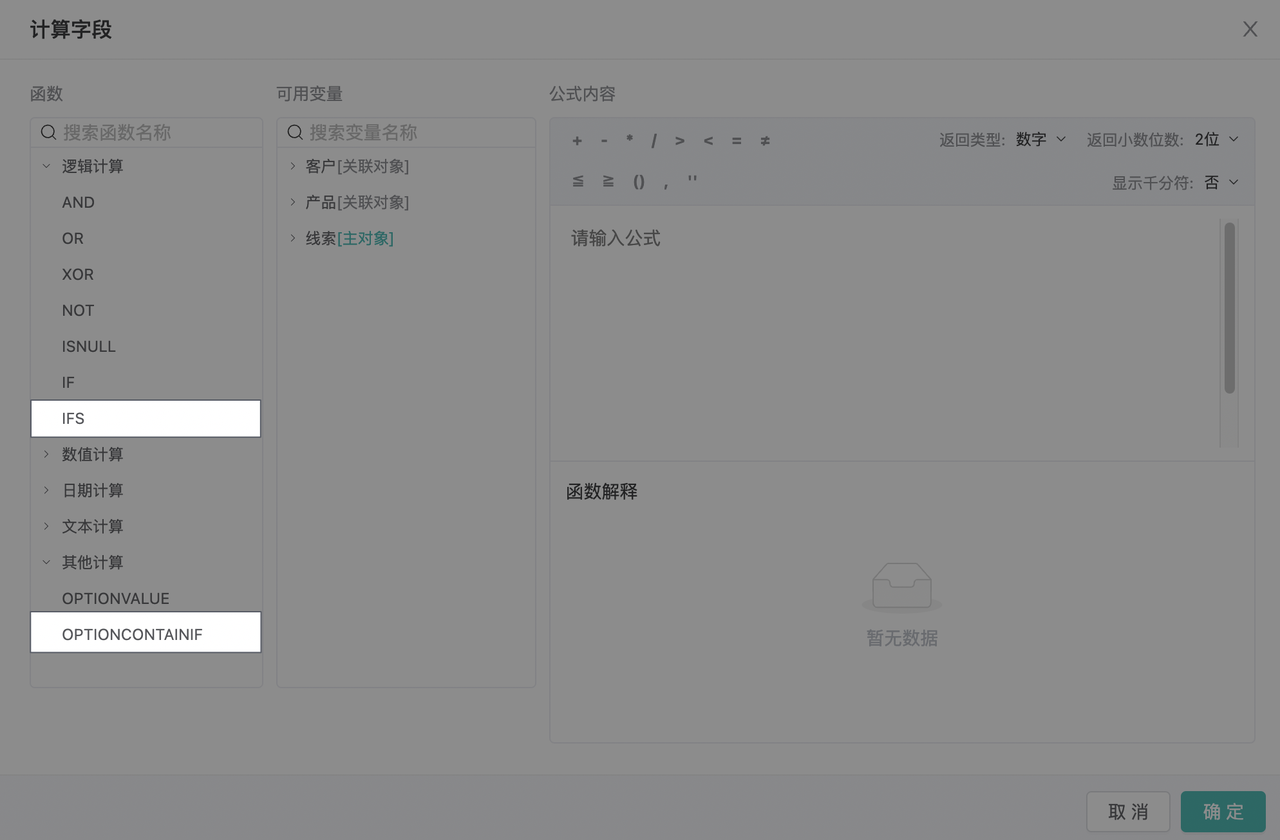 计算字段
函数
搜索函数名称
逻辑计算
AND
OR
XOR
NOT
ISNULL
IF
IFS
数值计算
日期计算
文本计算
其他计算
OPTIONVALUE
OPTIONCONTAINIF
可用变量
搜索变量名称
客户[关联对象]
产品[关联对象]
线索[主对象]
公式内容
+ - * / > < = ≠
返回类型: 数字 返回小数位数: 2位
≦ ≧ () , ''
显示千分符: 否
请输入公式
函数解释
暂无数据
取 消
确 定